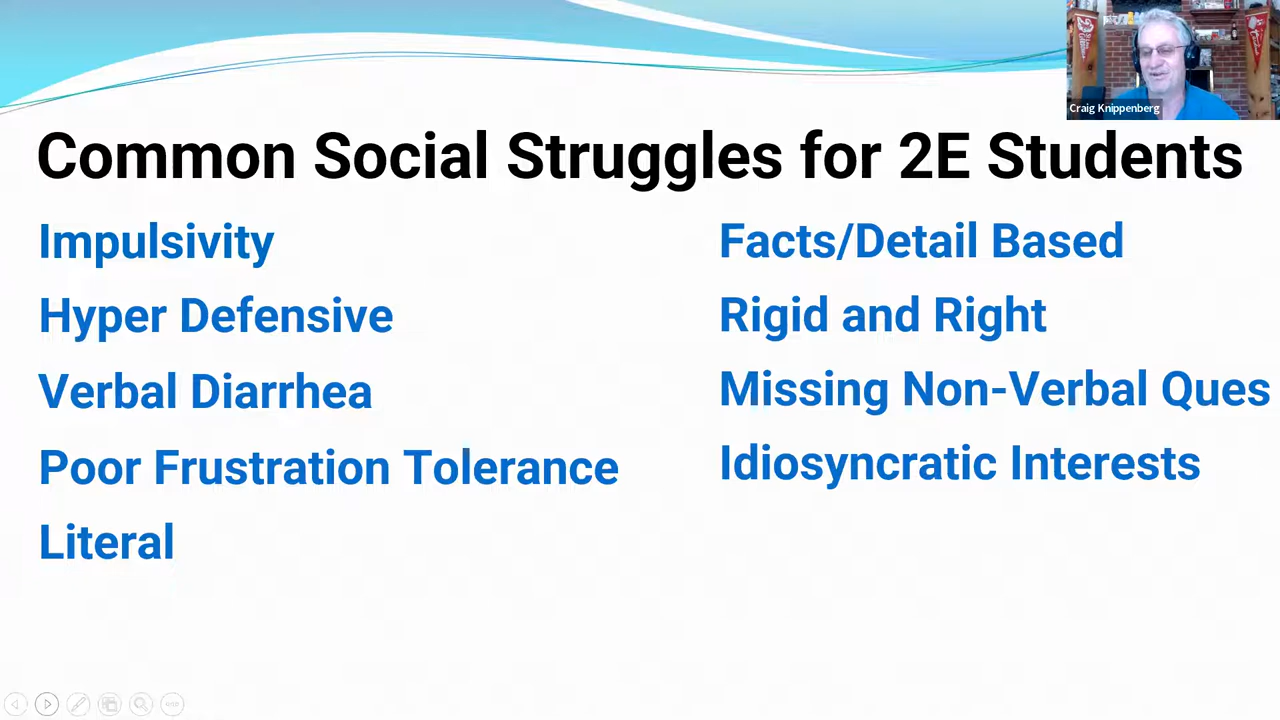 Craig Knippenberg
Common Social Struggles for 2E Students
Impulsivity
Hyper Defensive
Verbal Diarrhea
Poor Frustration Tolerance
Literal
Facts/Detail Based
Rigid and Right
Missing Non-Verbal Ques
Idiosyncratic Interests